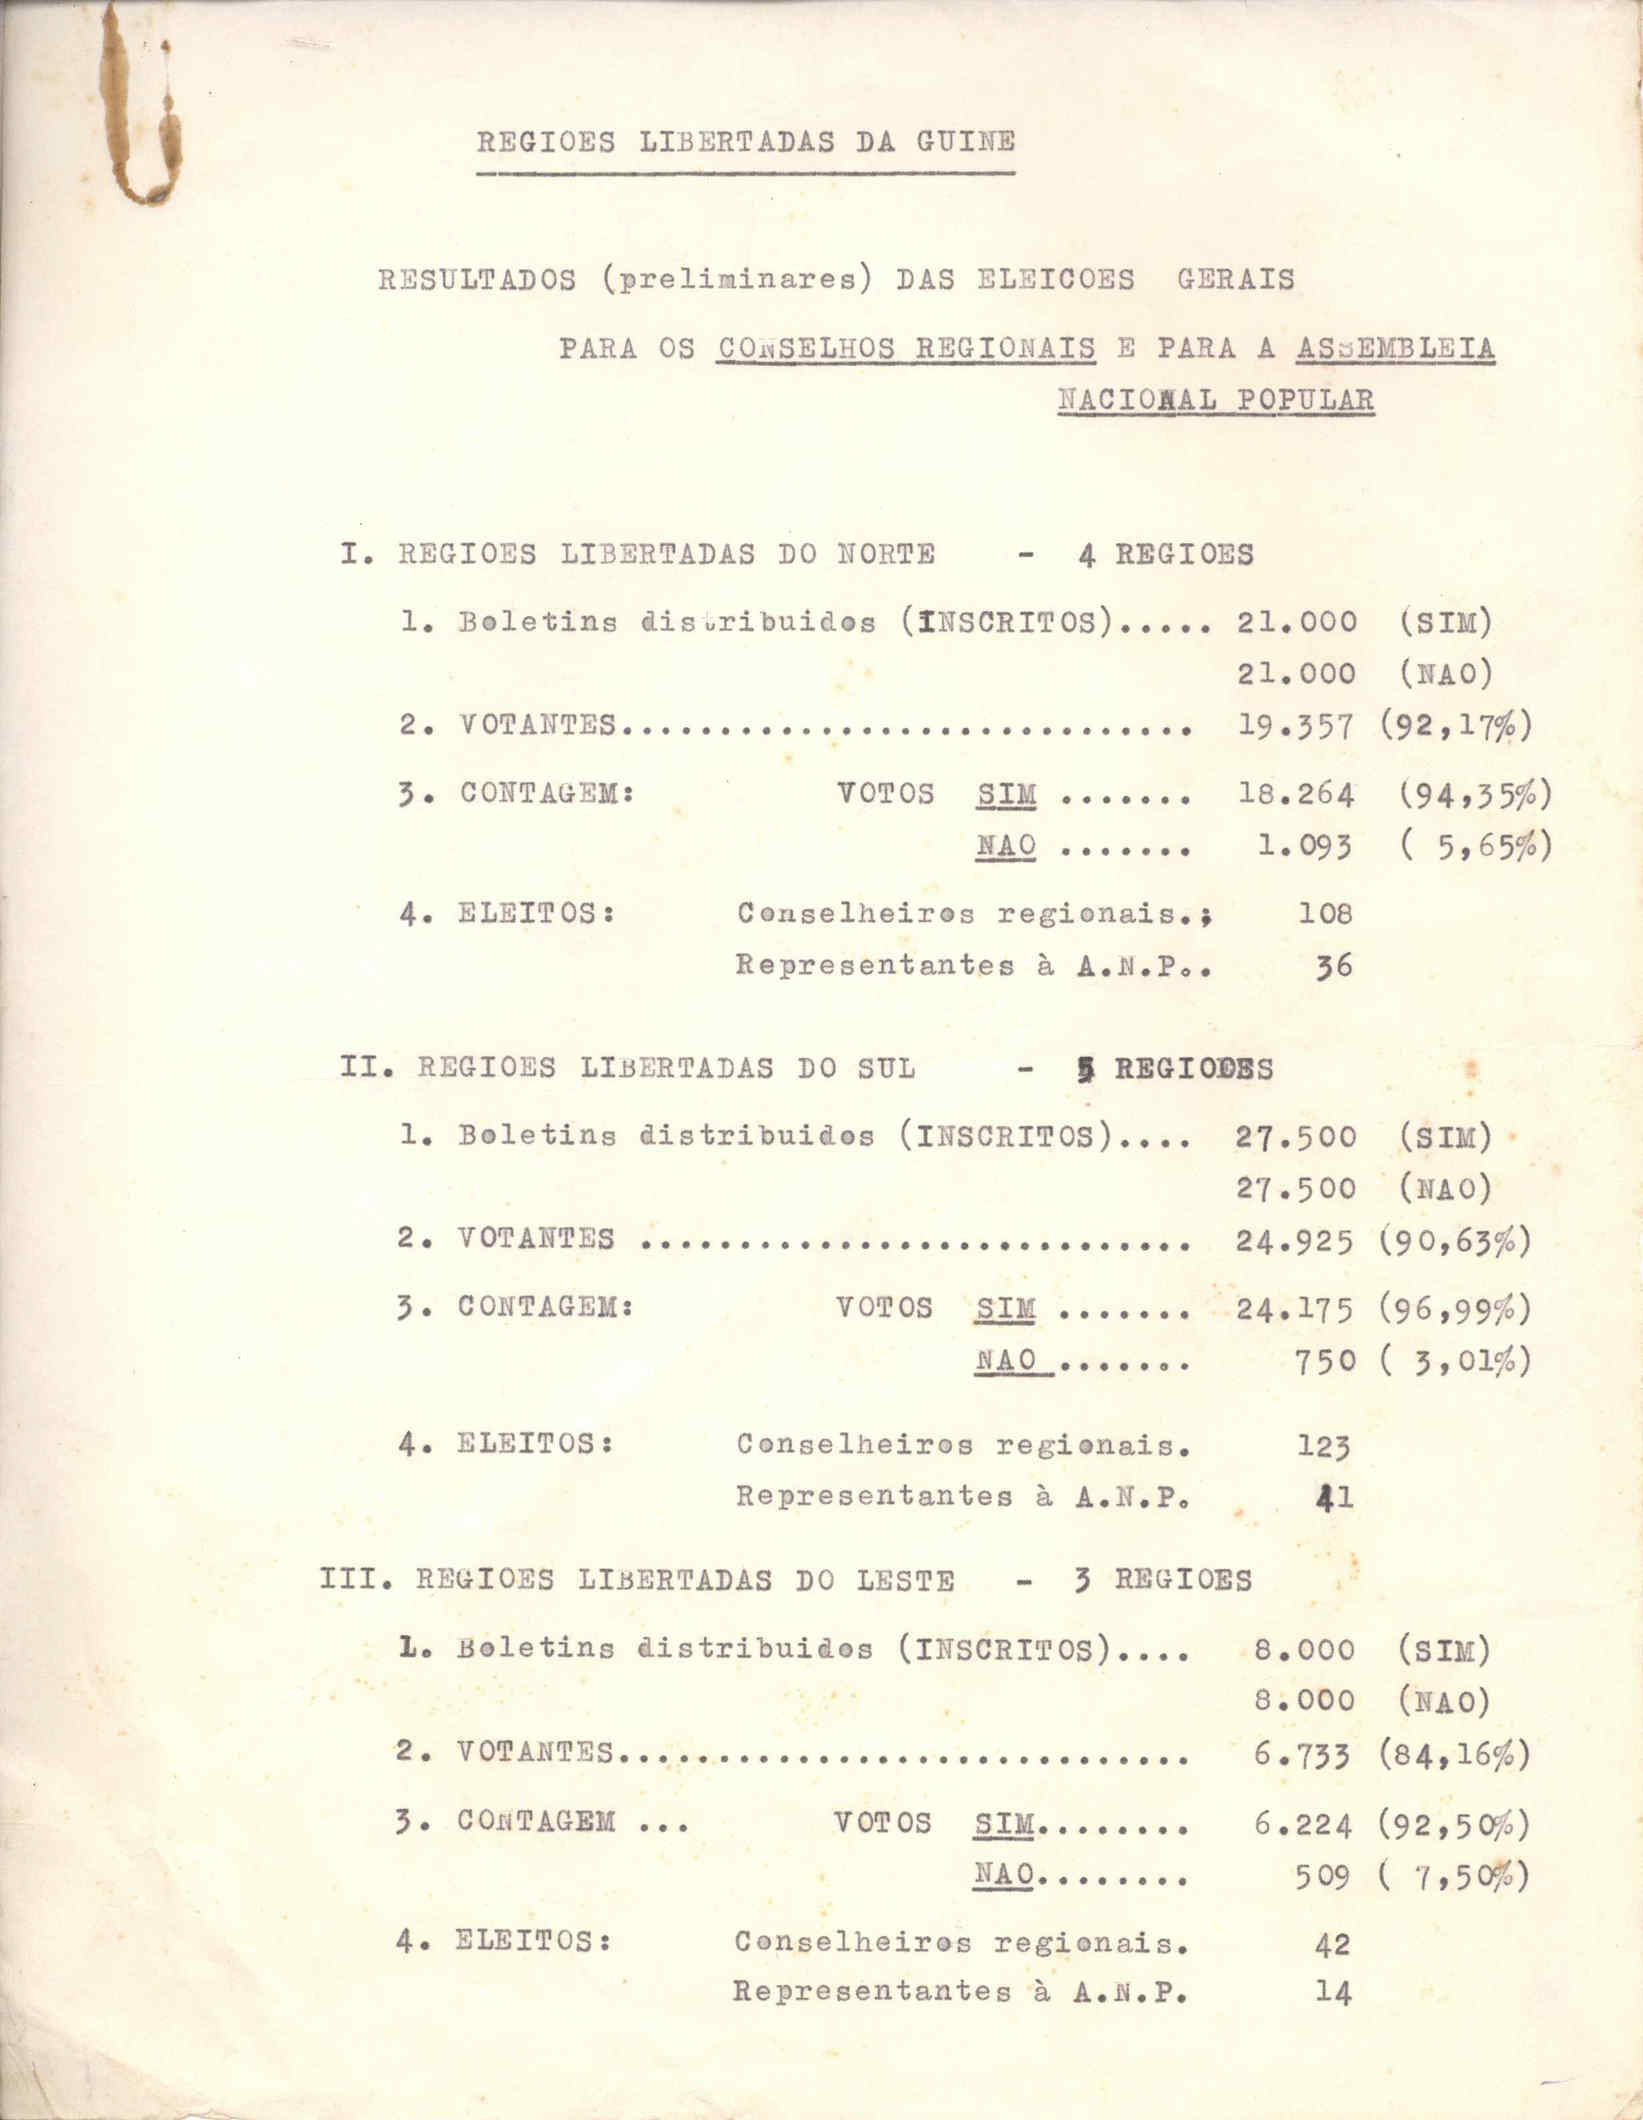 REGIOES LIBERTADAS DA GUINE
RESULTADOS (preliminares) DAS ELEICOES GERAIS
PARA OS CONSELHOS REGIONAIS E PARA A ASSEMBLEIA
NACIONAL POPULAR
I. REGIOES LIBERTADAS DO NORTE - 4 REGIOES
1. Boletins distribuidos (INSCRITOS)..... 21.000 (SIM)
21.000 (NAO)
2. VOTANTES............................. 19.357 (92,17%)
3. CONTAGEM: VOTOS SIM ....... 18.264 (94,35%)
NAO ....... 1.093 ( 5,65%)
4. ELEITOS: Conselheiros regionais.; 108
Representantes à A.N.P.. 36
II. REGIOES LIBERTADAS DO SUL - 5 REGIOES
1. Boletins distribuidos (INSCRITOS).... 27.500 (SIM)
27.500 (NAO)
2. VOTANTES ............................ 24.925 (90,63%)
3. CONTAGEM: VOTOS SIM ....... 24.175 (96,99%)
NAO ....... 750 ( 3,01%)
4. ELEITOS: Conselheiros regionais. 123
Representantes à A.N.P. 41
III. REGIOES LIBERTADAS DO LESTE - 3 REGIOES
1. Boletins distribuidos (INSCRITOS).... 8.000 (SIM)
8.000 (NAO)
2. VOTANTES............................. 6.733 (84,16%)
3. CONTAGEM ... VOTOS SIM........ 6.224 (92,50%)
NAO........ 509 ( 7,50%)
4. ELEITOS: Conselheiros regionais. 42
Representantes à A.N.P. 14